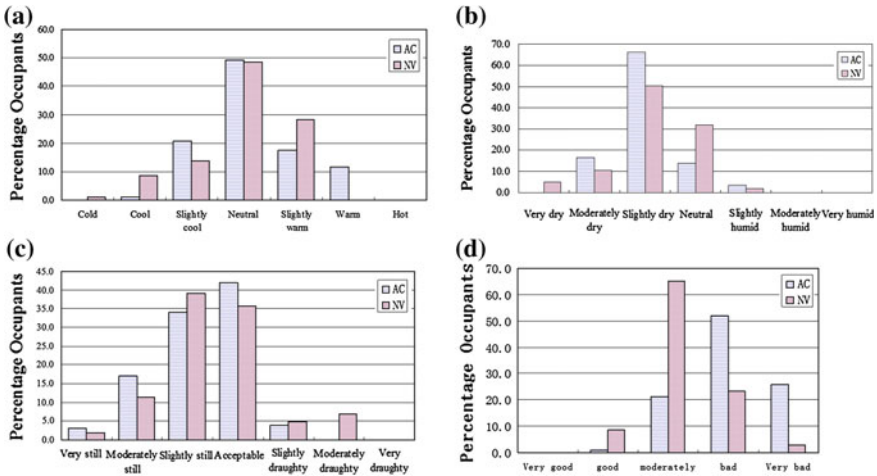 (a)
Percentage Occupants
60.0
50.0
40.0
30.0
20.0
10.0
0.0
AC
NV
Cold Cool Slightly cool Neutral Slightly warm Warm Hot
(b)
Percentage Occupants
70.0
60.0
50.0
40.0
30.0
20.0
10.0
0.0
AC
NV
Very dry Moderately dry Slightly dry Neutral Slightly humid Moderately humid Very humid
(c)
Percentage Occupants
45.0
40.0
35.0
30.0
25.0
20.0
15.0
10.0
5.0
0.0
AC
NV
Very still Moderately still Slightly still Acceptable Slightly draughty Moderately draughty Very draughty
(d)
Percentage Occupants
70.0
60.0
50.0
40.0
30.0
20.0
10.0
0.0
AC
NV
Very good good moderately bad Very bad